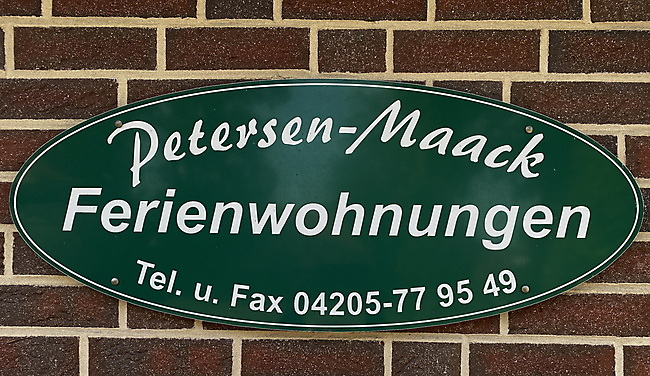 Petersen-Maack
Ferienwohnungen
Tel. u. Fax 04205-77 95 49